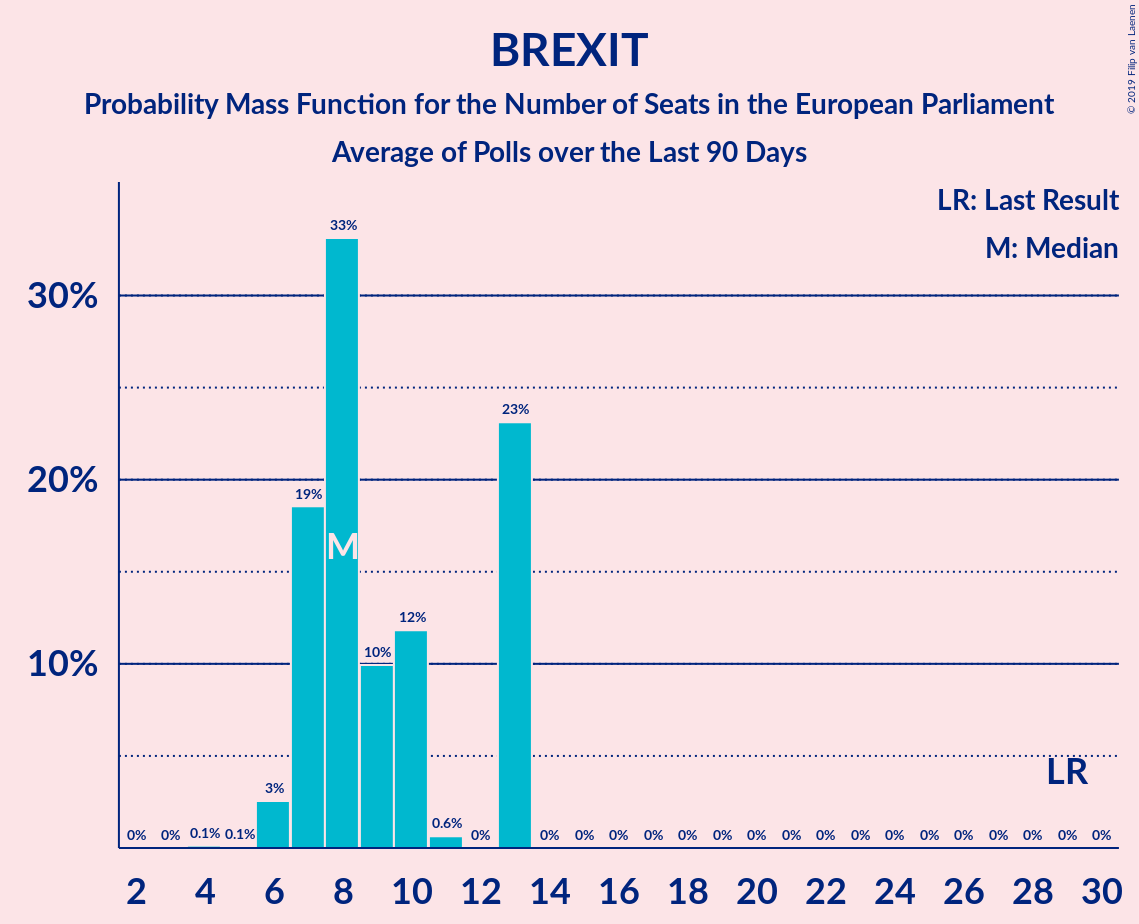 BREXIT
Probability Mass Function for the Number of Seats in the European Parliament
Average of Polls over the Last 90 Days
© 2019 Filip van Laenen
LR: Last Result
M: Median
33%
30%
23%
20%
19%
M
12%
10%
10%
LR
3%
0.6%
0% 0% 0.1% 0.1% 0% 0% 0% 0% 0% 0% 0% 0% 0% 0% 0% 0% 0% 0% 0% 0% 0% 0%
2 4 6 8 10 12 14 16 18 20 22 24 26 28 30